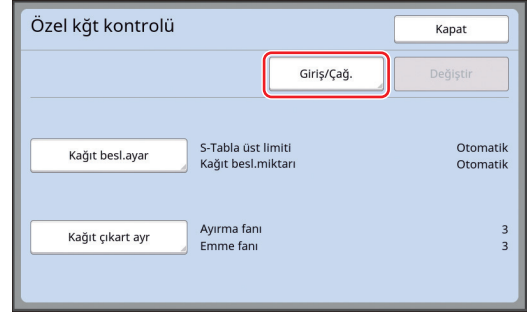 Özel kğt kontrolü
Kapat
Giriş/Çağ.
Değiştir
Kağıt besl.ayar
S-Tabla üst limiti Otomatik
Kağıt besl.miktarı Otomatik
Kağıt çıkart ayr
Ayırma fanı 3
Emme fanı 3